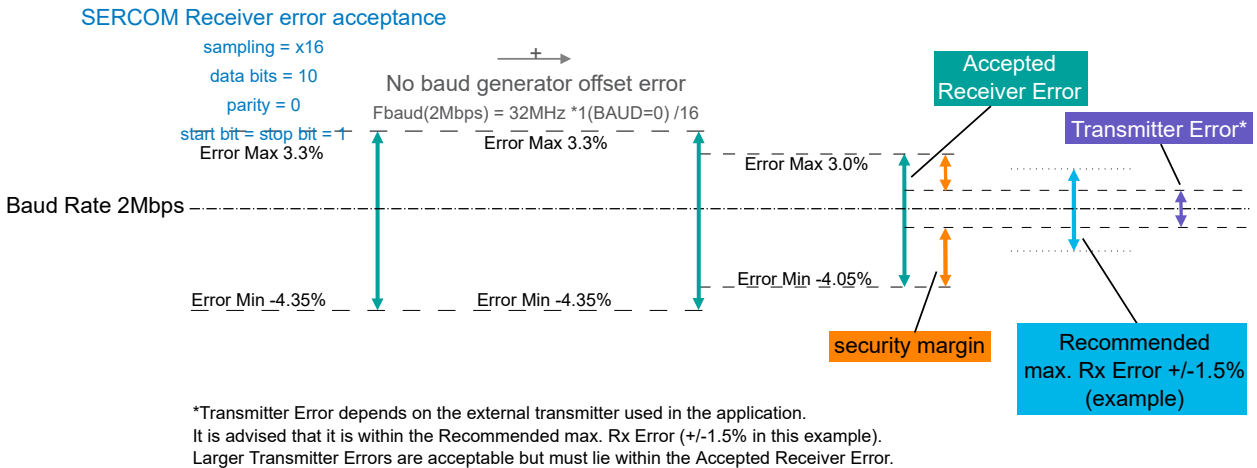 SERCOM Receiver error acceptance
sampling = x16
data bits = 10
parity = 0
start bit = stop bit = 1
+
No baud generator offset error
Fbaud(2Mbps) = 32MHz *1(BAUD=0) /16
Accepted
Receiver Error
Transmitter Error*
Error Max 3.3%
Error Max 3.3%
Error Max 3.0%
Baud Rate 2Mbps
Error Min -4.35%
Error Min -4.35%
Error Min -4.05%
security margin
Recommended
max. Rx Error +/-1.5%
(example)
*Transmitter Error depends on the external transmitter used in the application.
It is advised that it is within the Recommended max. Rx Error (+/-1.5% in this example).
Larger Transmitter Errors are acceptable but must lie within the Accepted Receiver Error.